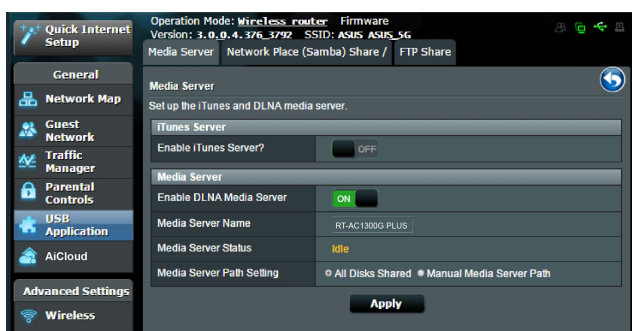 Quick Internet
Setup
General
Network Map
Guest
Network
Traffic
Manager
Parental
Controls
USB
Application
AiCloud
Advanced Settings
Wireless
Operation Mode: Wireless router Firmware
Version: 3.0.0.4.376_3792 SSID: ASUS ASUS_5G
Media Server Network Place (Samba) Share / FTP Share
Media Server
Set up the iTunes and DLNA media server.
iTunes Server
Enable iTunes Server? OFF
Media Server
Enable DLNA Media Server ON
Media Server Name RT-AC1300G PLUS
Media Server Status Idle
Media Server Path Setting All Disks Shared Manual Media Server Path
Apply